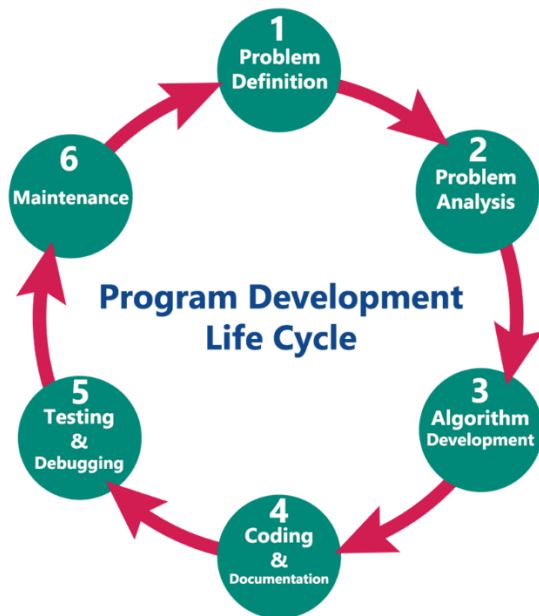 1
Problem
Definition
2
Problem
Analysis
3
Algorithm
Development
4
Coding
&
Documentation
5
Testing
&
Debugging
6
Maintenance
Program Development
Life Cycle